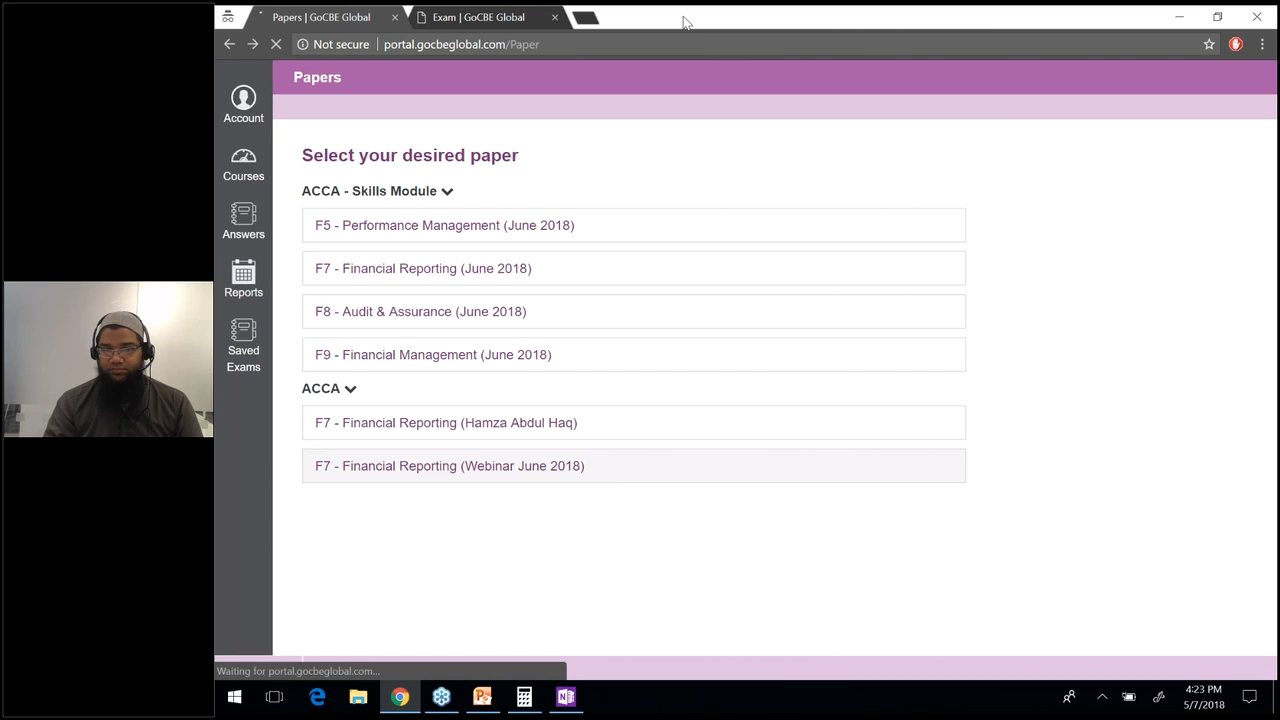 Papers | GoCBE Global
Exam | GoCBE Global
Not secure
portal.gocbeglobal.com/Paper
Papers
Account
Courses
Answers
Reports
Saved
Exams
Select your desired paper
ACCA - Skills Module
F5 - Performance Management (June 2018)
F7 - Financial Reporting (June 2018)
F8 - Audit & Assurance (June 2018)
F9 - Financial Management (June 2018)
ACCA
F7 - Financial Reporting (Hamza Abdul Haq)
F7 - Financial Reporting (Webinar June 2018)
Waiting for portal.gocbeglobal.com...
4:23 PM
5/7/2018